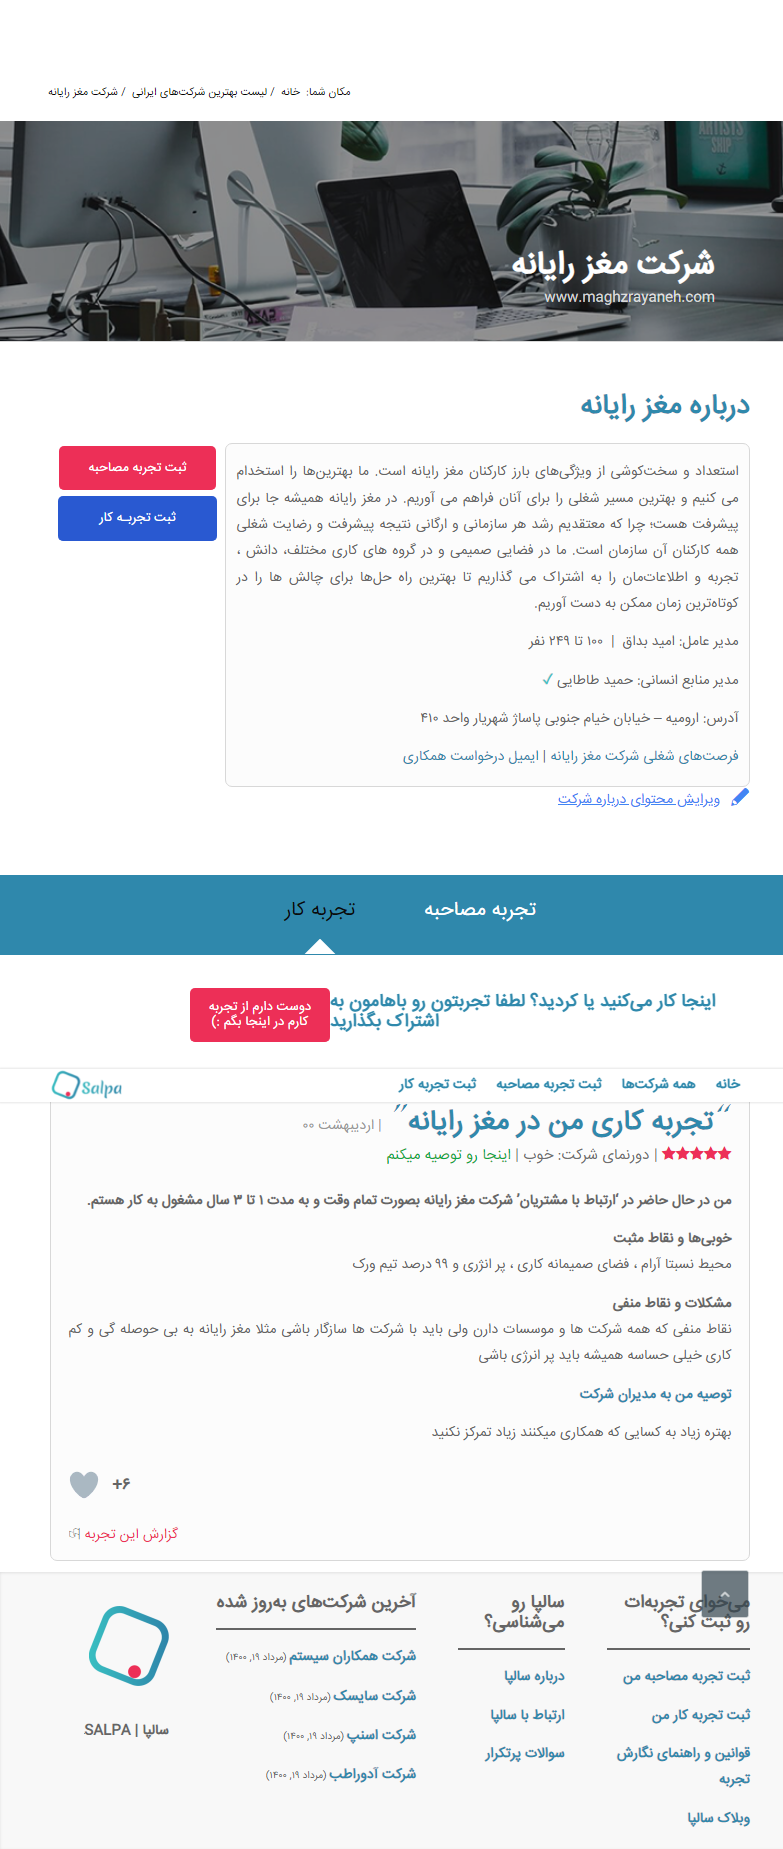 مکان شما: خانه / لیست بهترین شرکت‌های ایرانی / شرکت مغز رایانه
ARTISTS
SHIP
شرکت مغز رایانه
www.maghzrayaneh.com
درباره مغز رایانه
استعداد و سخت‌کوشی از ویژگی‌های بارز کارکنان مغز رایانه است. ما بهترین‌ها را استخدام
می کنیم و بهترین مسیر شغلی را برای آنان فراهم می آوریم. در مغز رایانه همیشه جا برای
پیشرفت هست؛ چرا که معتقدیم رشد هر سازمانی و ارگانی نتیجه پیشرفت و رضایت شغلی
همه کارکنان آن سازمان است. ما در فضایی صمیمی و در گروه های کاری مختلف، دانش ،
تجربه و اطلاعات‌مان را به اشتراک می گذاریم تا بهترین راه حل‌ها برای چالش ها را در
کوتاه‌ترین زمان ممکن به دست آوریم.
مدیر عامل: امید بداق | ۱۰۰ تا ۲۴۹ نفر
مدیر منابع انسانی: حمید طاطایی ✓
آدرس: ارومیه – خیابان خیام جنوبی پاساژ شهریار واحد ۴۱۰
فرصت‌های شغلی شرکت مغز رایانه | ایمیل درخواست همکاری
ثبت تجربه مصاحبه
ثبت تجربـه کار
ویرایش محتوای درباره شرکت
تجربه مصاحبه
تجربه کار
اینجا کار می‌کنید یا کردید؟ لطفا تجربتون رو باهامون به
اشتراک بگذارید
دوست دارم از تجربه
کارم در اینجا بگم :)
خانه
همه شرکت‌ها
ثبت تجربه مصاحبه
ثبت تجربه کار
Salpa
“تجربه کاری من در مغز رایانه” | اردیبهشت ۰۰
★★★★★ | دورنمای شرکت: خوب | اینجا رو توصیه میکنم
من در حال حاضر در ‘ارتباط با مشتریان’ شرکت مغز رایانه بصورت تمام وقت و به مدت ۱ تا ۳ سال مشغول به کار هستم.
خوبی‌ها و نقاط مثبت
محیط نسبتا آرام ، فضای صمیمانه کاری ، پر انژری و ۹۹ درصد تیم ورک
مشکلات و نقاط منفی
نقاط منفی که همه شرکت ها و موسسات دارن ولی باید با شرکت ها سازگار باشی مثلا مغز رایانه به بی حوصله گی و کم
کاری خیلی حساسه همیشه باید پر انرژی باشی
توصیه من به مدیران شرکت
بهتره زیاد به کسایی که همکاری میکنند زیاد تمرکز نکنید
+۶
گزارش این تجربه
می‌خوای تجربه‌ات
رو ثبت کنی؟
ثبت تجربه مصاحبه من
ثبت تجربه کار من
قوانین و راهنمای نگارش
تجربه
وبلاگ سالپا
سالپا رو
می‌شناسی؟
درباره سالپا
ارتباط با سالپا
سوالات پرتکرار
آخرین شرکت‌های به‌روز شده
شرکت همکاران سیستم (مرداد ۱۹, ۱۴۰۰)
شرکت سایسک (مرداد ۱۹, ۱۴۰۰)
شرکت اسنپ (مرداد ۱۹, ۱۴۰۰)
شرکت آدوراطب (مرداد ۱۹, ۱۴۰۰)
سالپا | SALPA